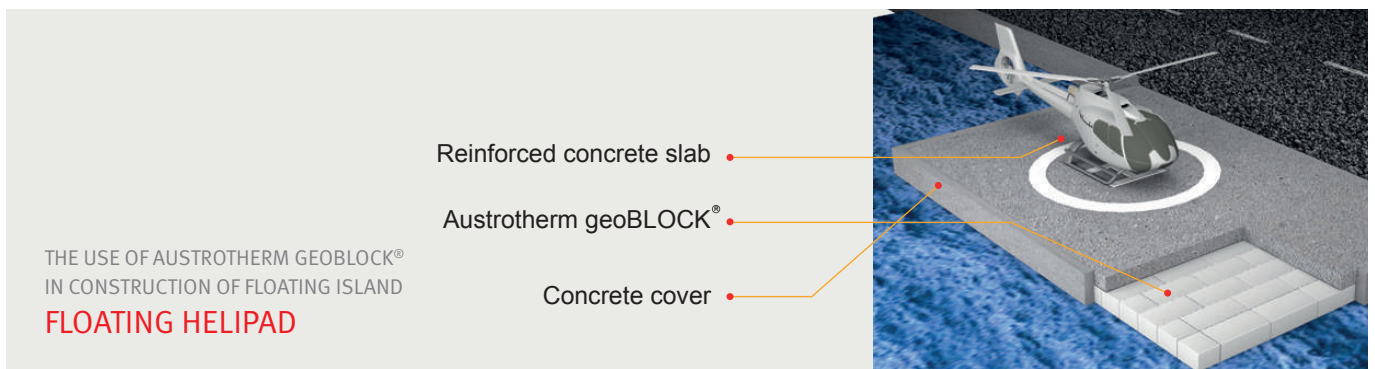 Reinforced concrete slab
Austrotherm geoBLOCK®
Concrete cover
THE USE OF AUSTROTHERM GEOBLOCK®
IN CONSTRUCTION OF FLOATING ISLAND
FLOATING HELIPAD